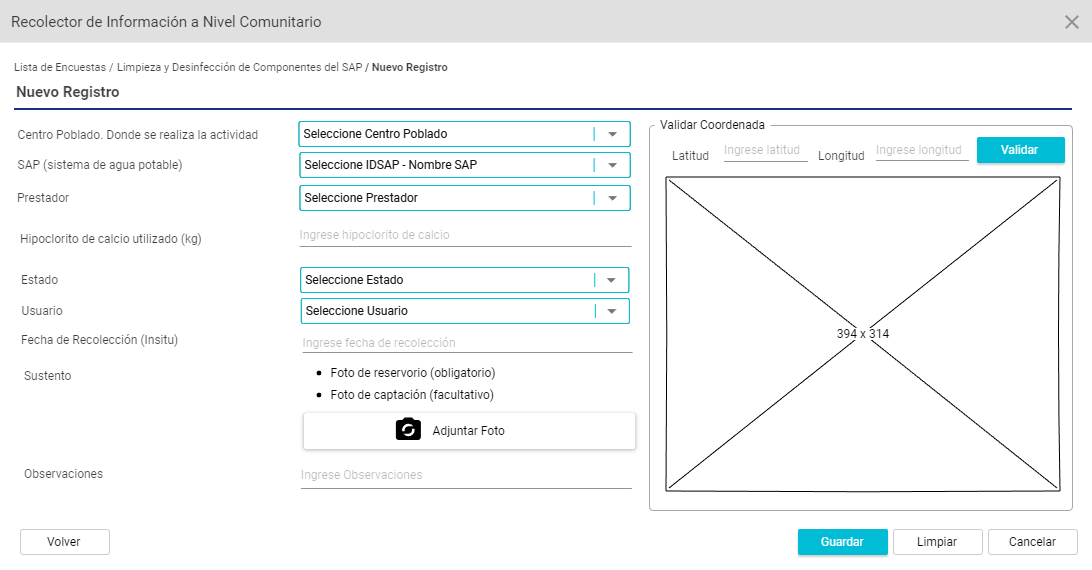 Recolector de Información a Nivel Comunitario
Lista de Encuestas / Limpieza y Desinfección de Componentes del SAP / Nuevo Registro
Nuevo Registro
Centro Poblado. Donde se realiza la actividad
Seleccione Centro Poblado
SAP (sistema de agua potable)
Seleccione IDSAP - Nombre SAP
Prestador
Seleccione Prestador
Hipoclorito de calcio utilizado (kg)
Ingrese hipoclorito de calcio
Estado
Seleccione Estado
Usuario
Seleccione Usuario
Fecha de Recolección (Insitu)
Ingrese fecha de recolección
Sustento
• Foto de reservorio (obligatorio)
• Foto de captación (facultativo)
Adjuntar Foto
Observaciones
Ingrese Observaciones
Validar Coordenada
Latitud Ingrese latitud Longitud Ingrese longitud Validar
394 x 314
Volver
Guardar Limpiar Cancelar